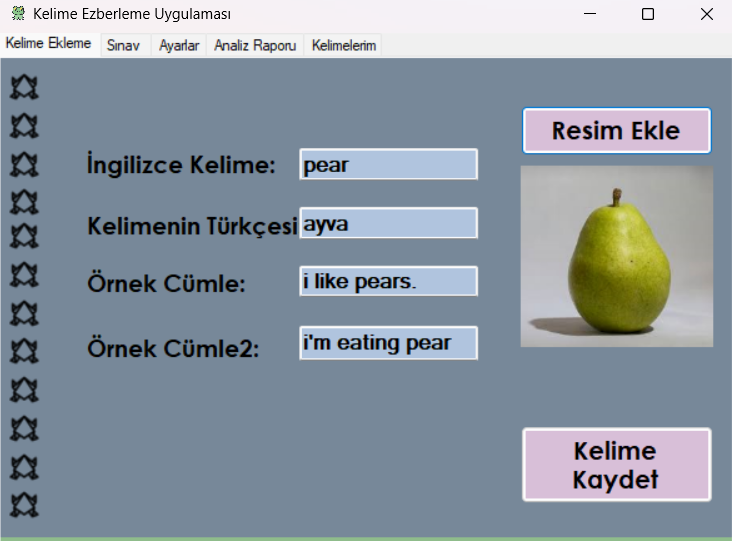 Kelime Ezberleme Uygulaması
Kelime Ekleme Sınav Ayarlar Analiz Raporu Kelimelerim
Resim Ekle
İngilizce Kelime: pear
Kelimenin Türkçesi ayva
Örnek Cümle: i like pears.
Örnek Cümle2: i'm eating pear
Kelime
Kaydet